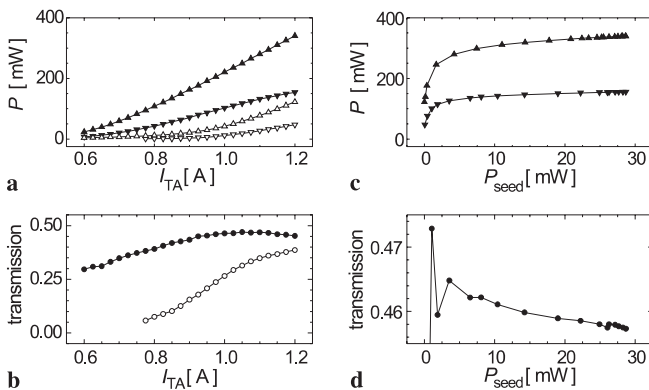 400
200
0
P [ mW]
0.6
0.8
1.0
1.2
a
I_TA [ A ]
400
200
0
P [ mW]
0
10
20
30
c
P_seed [ mW]
0.50
0.25
0.00
transmission
0.6
0.8
1.0
1.2
b
I_TA [ A ]
0.47
0.46
transmission
0
10
20
30
d
P_seed [ mW]